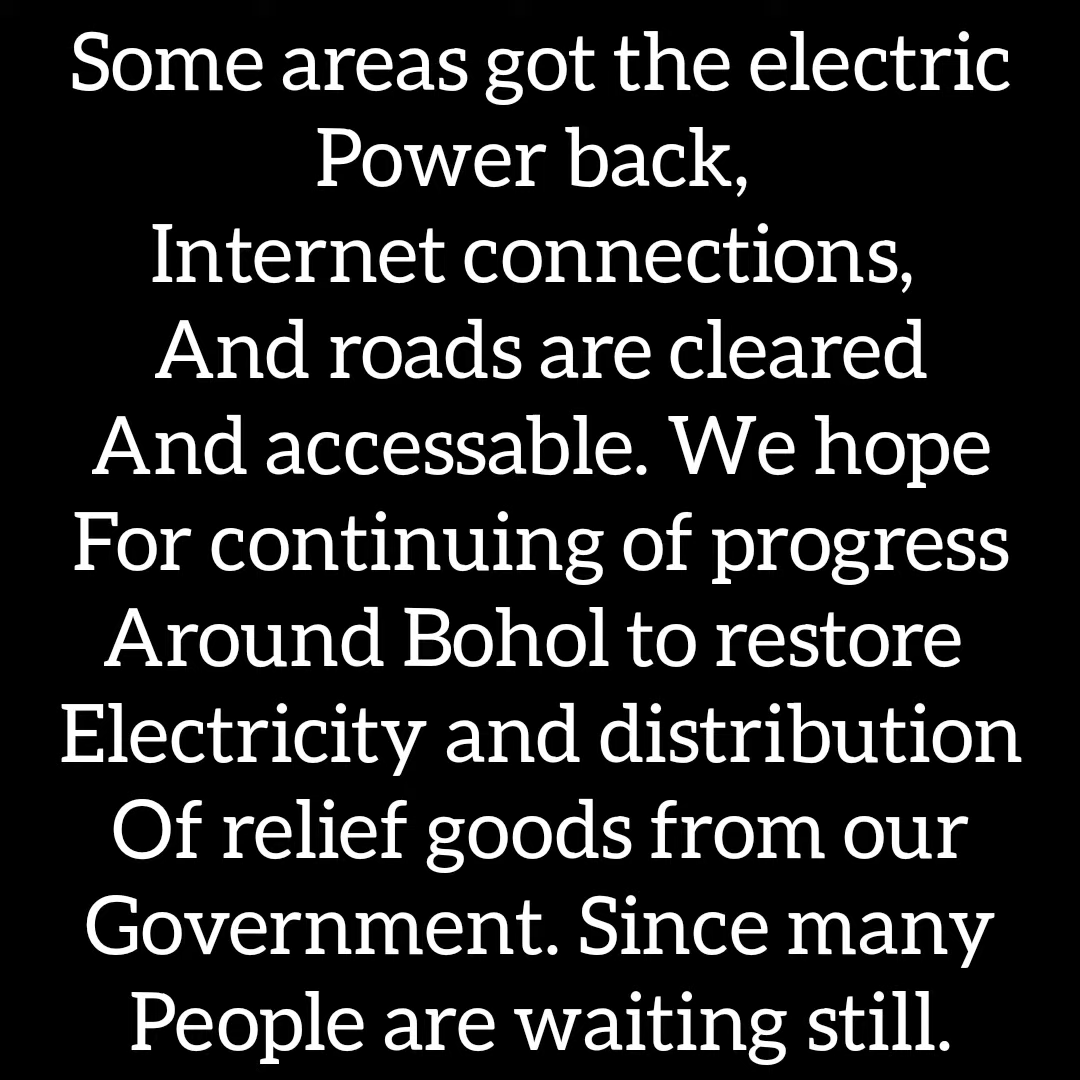 Some areas got the electric
Power back,
Internet connections,
And roads are cleared
And accessable. We hope
For continuing of progress
Around Bohol to restore
Electricity and distribution
Of relief goods from our
Government. Since many
People are waiting still.